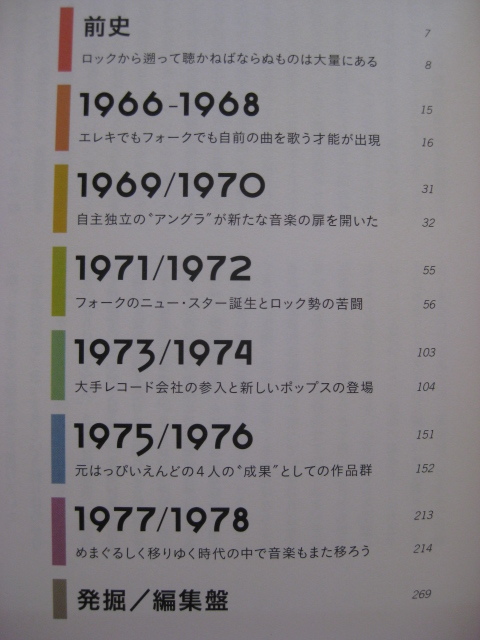 前史 7
ロックから遡って聴かねばならぬものは大量にある 8
1966-1968 15
エレキでもフォークでも自前の曲を歌う才能が出現 16
1969/1970 31
自主独立の"アングラ"が新たな音楽の扉を開いた 32
1971/1972 55
フォークのニュー・スター誕生とロック勢の苦闘 56
1973/1974 103
大手レコード会社の参入と新しいポップスの登場 104
1975/1976 151
元はっぴいえんどの4人の"成果"としての作品群 152
1977/1978 213
めまぐるしく移りゆく時代の中で音楽もまた移ろう 214
発掘／編集盤 269